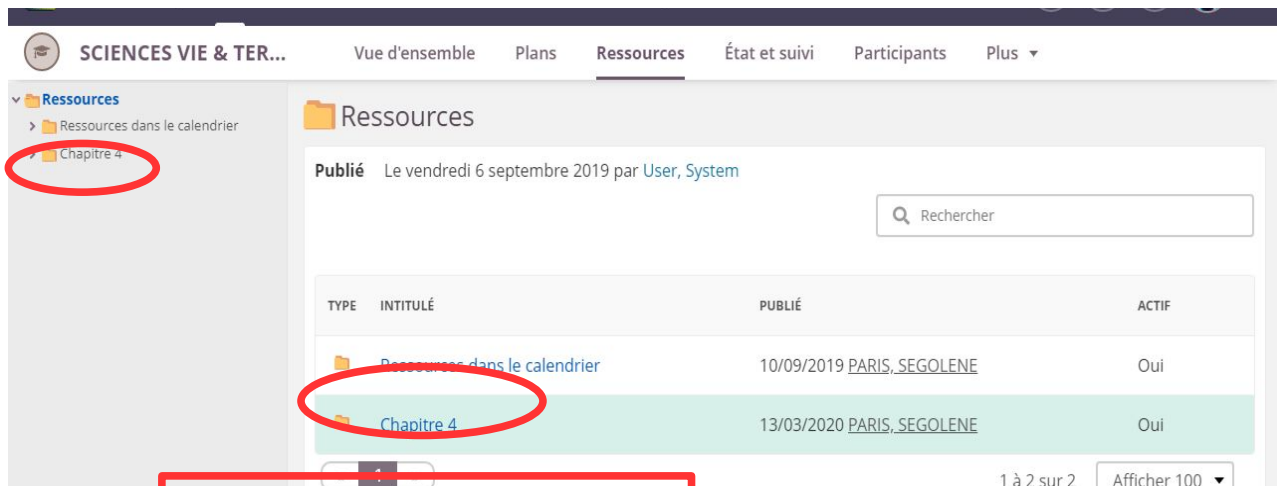 SCIENCES VIE & TER... Vue d'ensemble Plans Ressources État et suivi Participants Plus
Ressources
Ressources dans le calendrier
Chapitre 4
Ressources
Publié Le vendredi 6 septembre 2019 par User, System
Rechercher
TYPE INTITULÉ PUBLIÉ ACTIF
Ressources dans le calendrier 10/09/2019 PARIS, SEGOLENE Oui
Chapitre 4 13/03/2020 PARIS, SEGOLENE Oui
1 1 à 2 sur 2 Afficher 100